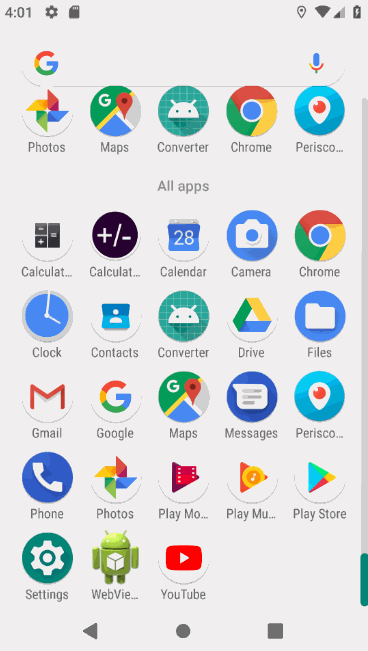 4:01
Photos Maps Converter Chrome Perisco...
All apps
Calculat... Calculat... Calendar Camera Chrome
28
Clock Contacts Converter Drive Files
Gmail Google Maps Messages Perisco...
Phone Photos Play Mo... Play Mu... Play Store
Settings WebVie... YouTube